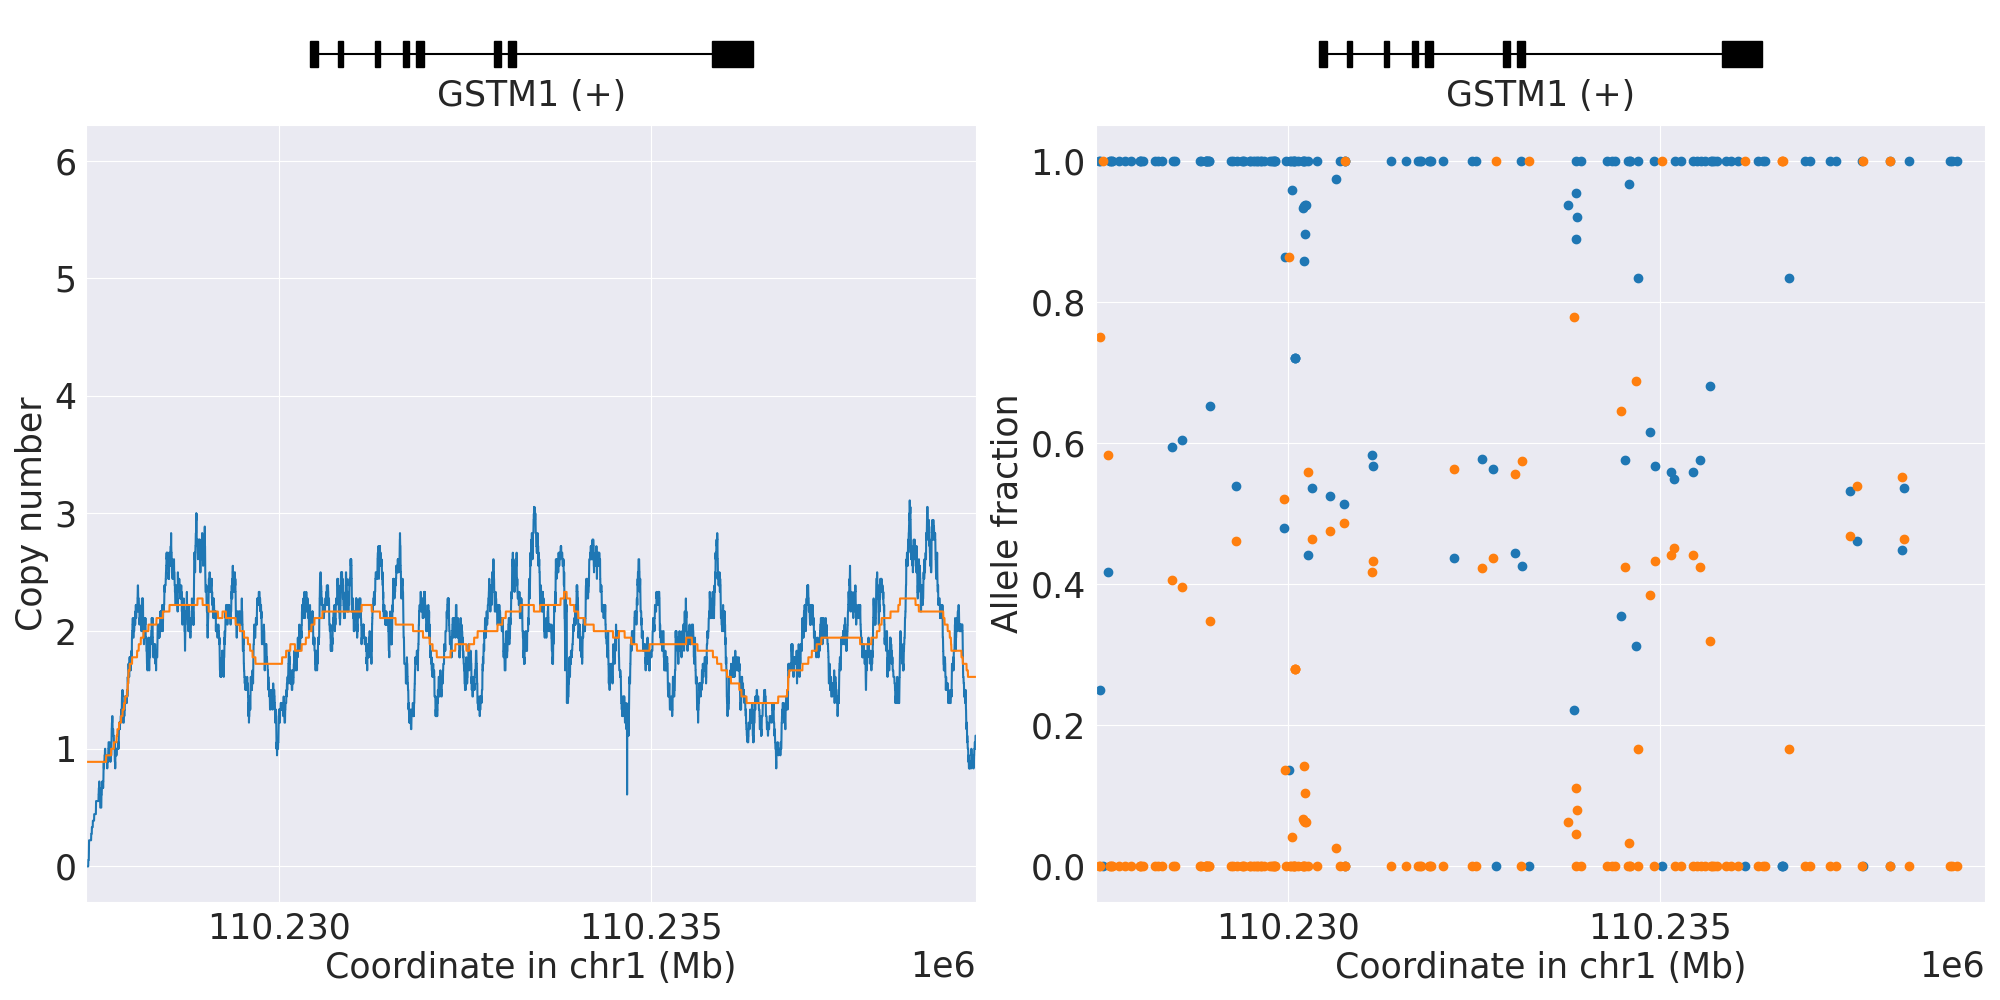 GSTM1 (+)
6
5
4
3
2
1
0
Copy number
110.230
110.235
Coordinate in chr1 (Mb)
1e6
GSTM1 (+)
1.0
0.8
0.6
0.4
0.2
0.0
Allele fraction
110.230
110.235
Coordinate in chr1 (Mb)
1e6